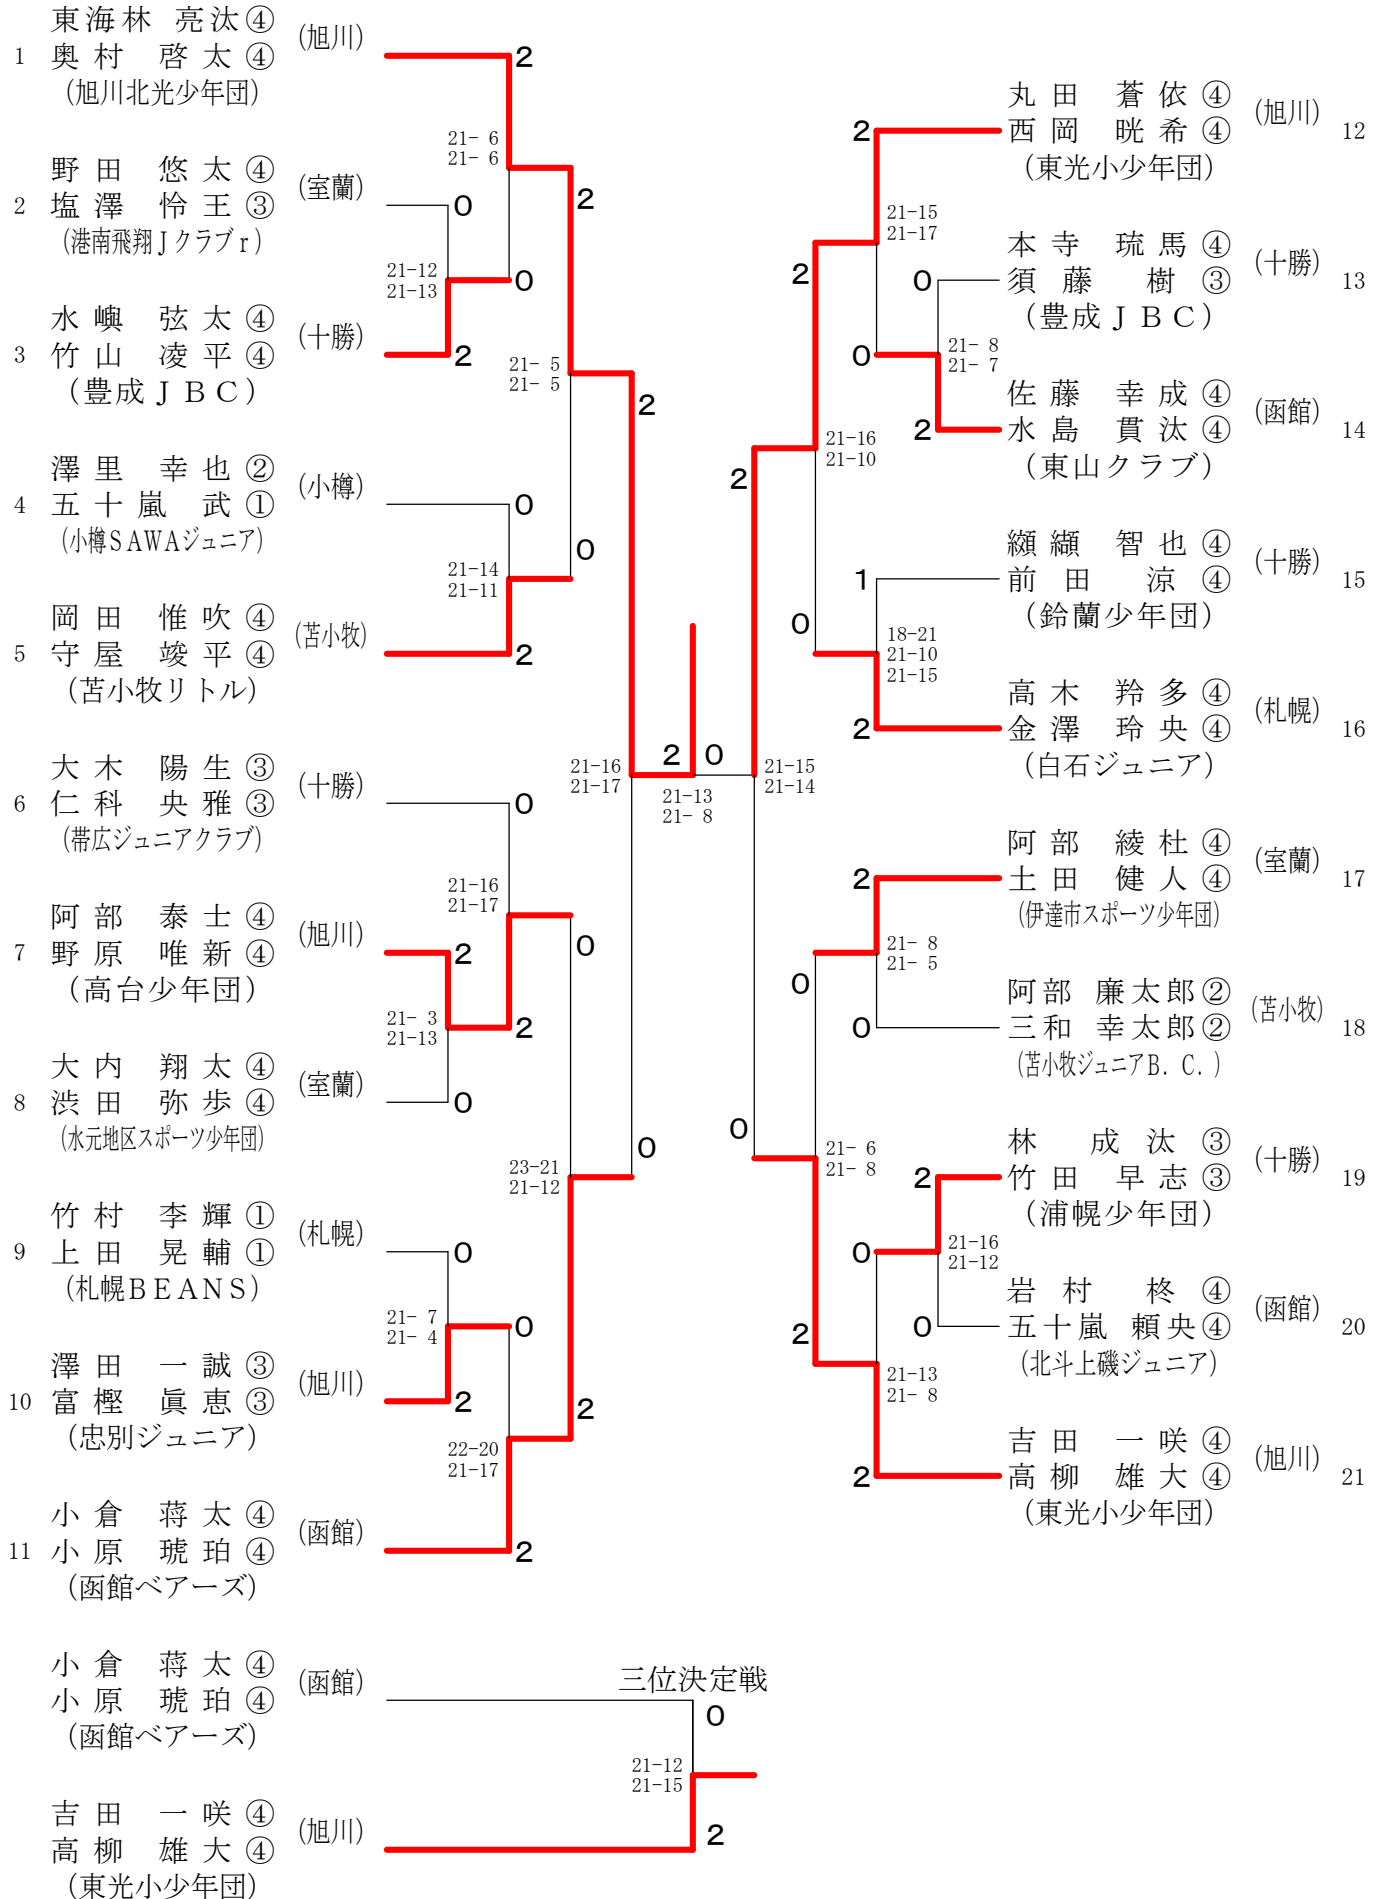 東海林 亮汰④
1 奥村 啓太④ (旭川)
(旭川北光少年団)
野田 悠太④
2 塩澤 怜王③ (室蘭)
(港南飛翔Jクラブr)
水嶼 弦太④
3 竹山 凌平④ (十勝)
(豊成JBC)
澤里 幸也②
4 五十嵐 武① (小樽)
(小樽SAWAジュニア)
岡田 惟吹④
5 守屋 竣平④ (苫小牧)
(苫小牧リトル)
大木 陽生③
6 仁科 央雅③ (十勝)
(帯広ジュニアクラブ)
阿部 泰士④
7 野原 唯新④ (旭川)
(高台少年団)
大内 翔太④
8 渋田 弥歩④ (室蘭)
(水元地区スポーツ少年団)
竹村 李輝①
9 上田 晃輔① (札幌)
(札幌BEANS)
澤田 一誠③
10 富樫 眞恵③ (旭川)
(忠別ジュニア)
小倉 蒋太④
11 小原 琥珀④ (函館)
(函館ベアーズ)
2
21- 6
21- 6
0
21-12
21-13
2
0
2
21- 5
21- 5
0
21-14
21-11
2
0
2
0
21-16
21-17
2
21- 3
21-13
0
2
0
23-21
21-12
0
21- 7
21- 4
2
0
22-20
21-17
2
2
0
21-16
21-17
2 0
21-13
21- 8
丸田 蒼依④
西岡 晄希④ (旭川) 12
(東光小少年団)
本寺 琉馬④
須藤 樹③ (十勝) 13
(豊成JBC)
佐藤 幸成④
水島 貫汰④ (函館) 14
(東山クラブ)
纐纈 智也④
前田 涼④ (十勝) 15
(鈴蘭少年団)
高木 羚多④
金澤 玲央④ (札幌) 16
(白石ジュニア)
阿部 綾杜④
土田 健人④ (室蘭) 17
(伊達市スポーツ少年団)
阿部 廉太郎②
三和 幸太郎② (苫小牧) 18
(苫小牧ジュニアB.C.)
林 成汰③
竹田 早志③ (十勝) 19
(浦幌少年団)
岩村 柊④
五十嵐 頼央④ (函館) 20
(北斗上磯ジュニア)
吉田 一咲④
高柳 雄大④ (旭川) 21
(東光小少年団)
2
21-15
21-17
0
21- 8
21- 7
2
0
2
21-16
21-10
1
18-21
21-10
21-15
2
0
2
21-15
21-14
2
21- 8
21- 5
0
0
21- 6
21- 8
2
21-16
21-12
0
0
21-13
21- 8
2
2
0
小倉 蒋太④
小原 琥珀④ (函館)
(函館ベアーズ)
三位決定戦
0
21-12
21-15
2
吉田 一咲④
高柳 雄大④ (旭川)
(東光小少年団)